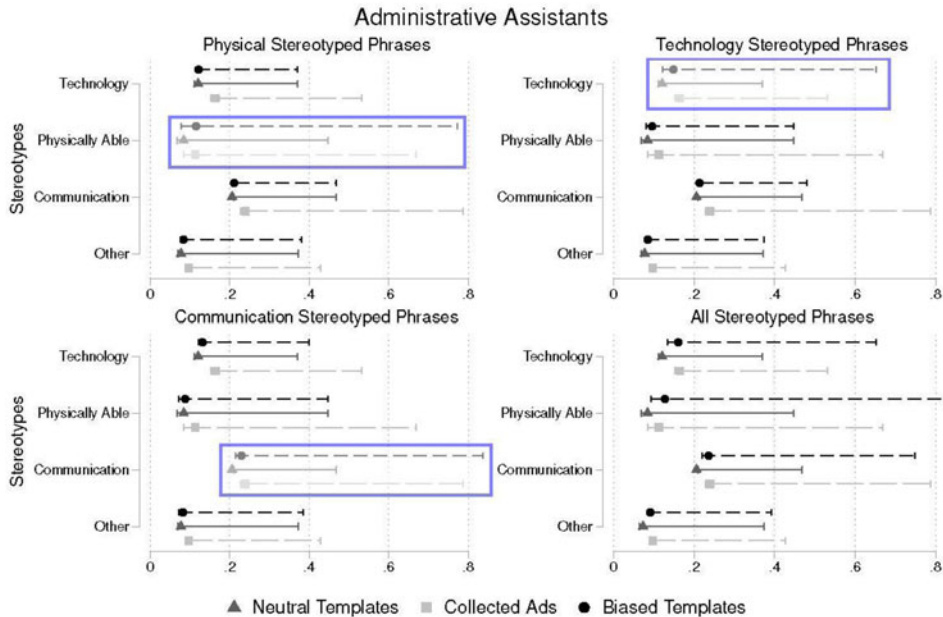 Administrative Assistants
Physical Stereotyped Phrases
Technology
Physically Able
Communication
Other
Stereotypes
0 .2 .4 .6 .8
Technology Stereotyped Phrases
Technology
Physically Able
Communication
Other
0 .2 .4 .6 .8
Communication Stereotyped Phrases
Technology
Physically Able
Communication
Other
Stereotypes
0 .2 .4 .6 .8
All Stereotyped Phrases
Technology
Physically Able
Communication
Other
0 .2 .4 .6 .8
Neutral Templates Collected Ads Biased Templates